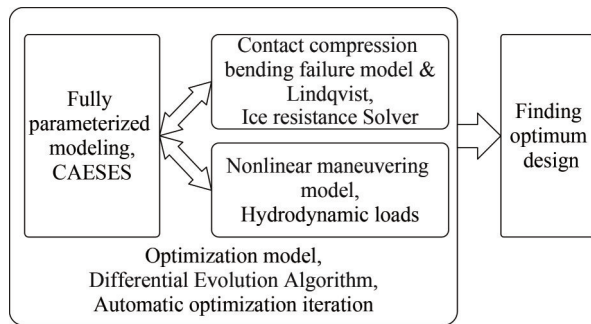 Fully
parameterized
modeling,
CAESES
Contact compression
bending failure model &
Lindqvist,
Ice resistance Solver
Nonlinear maneuvering
model,
Hydrodynamic loads
Optimization model,
Differential Evolution Algorithm,
Automatic optimization iteration
Finding
optimum
design